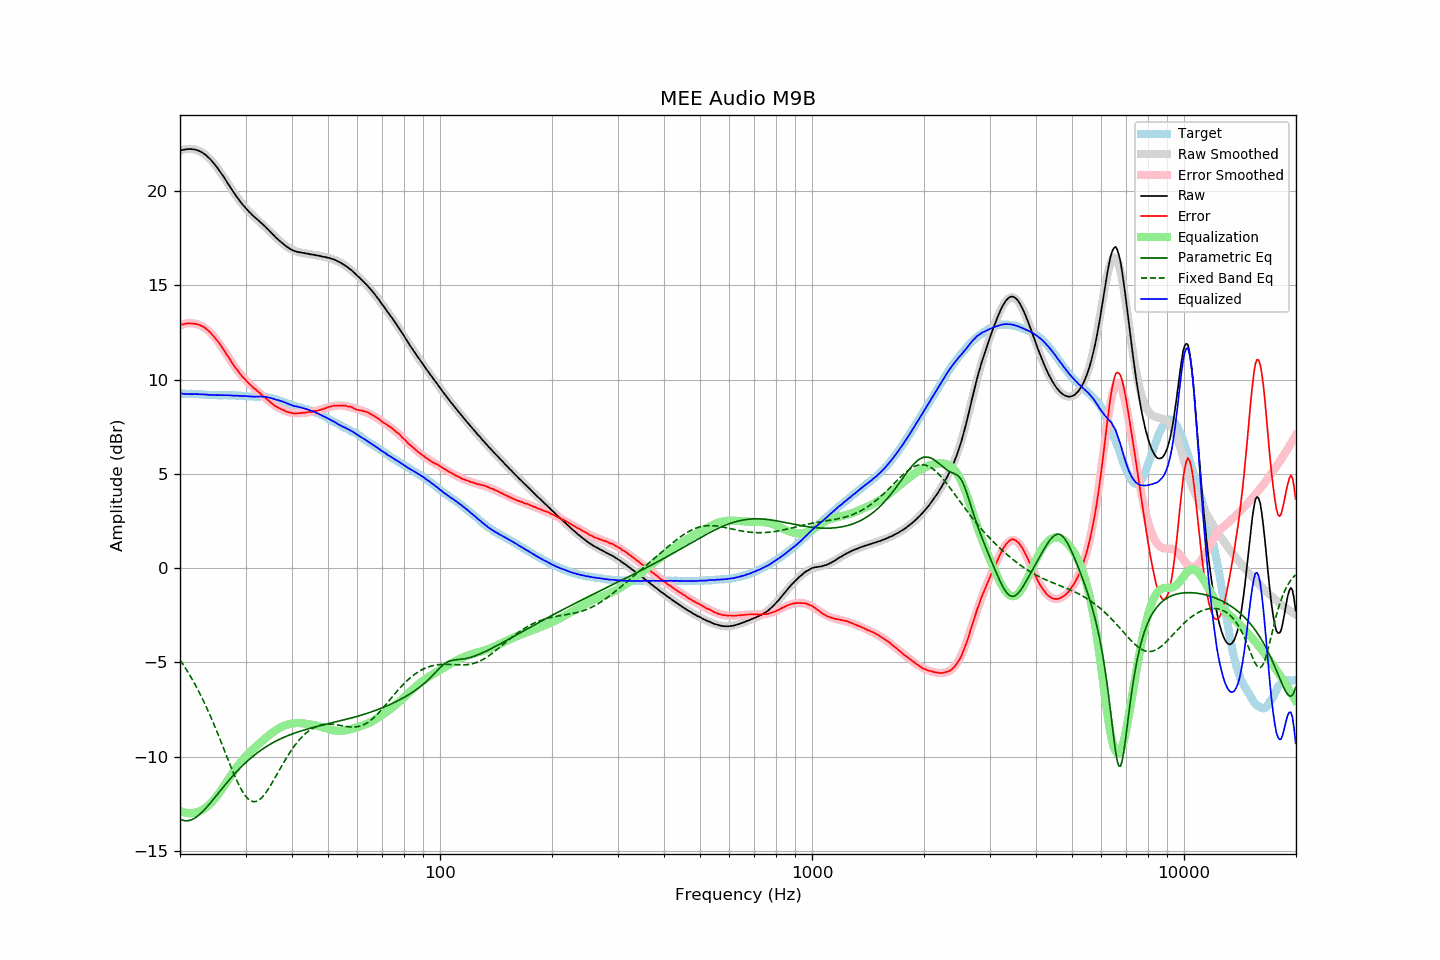 MEE Audio M9B
Target
Raw Smoothed
Error Smoothed
Raw
Error
Equalization
Parametric Eq
Fixed Band Eq
Equalized
20
15
10
5
0
−5
−10
−15
Amplitude (dBr)
100
1000
10000
Frequency (Hz)